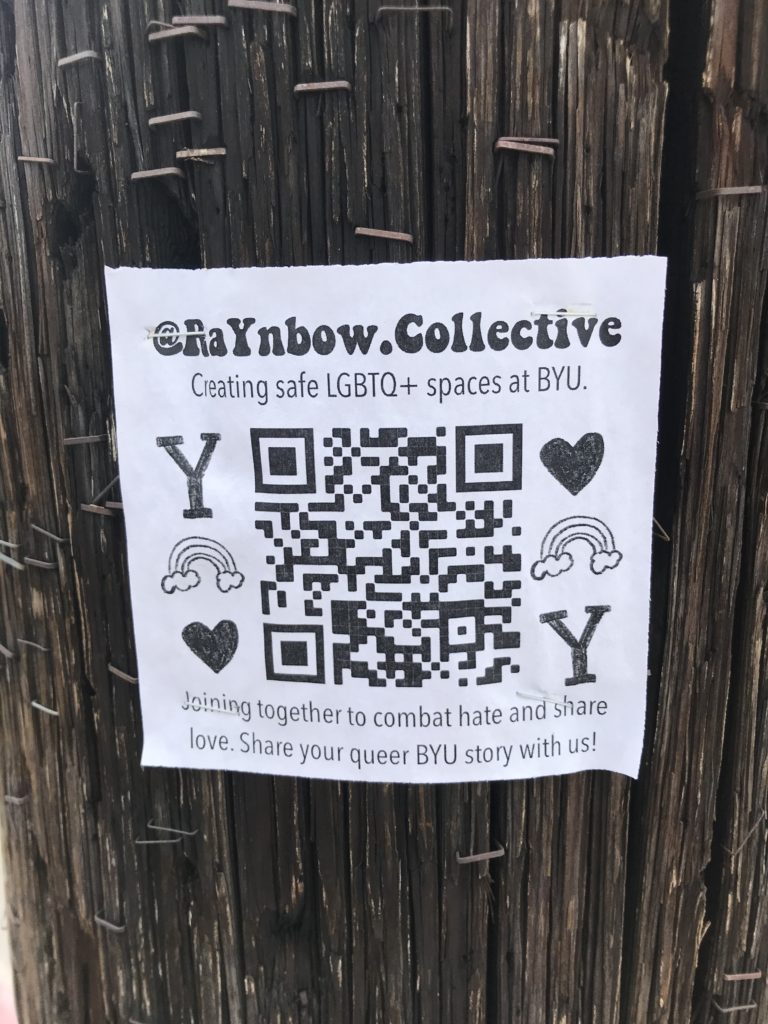 @RaYnbow.Collective
Creating safe LGBTQ+ spaces at BYU.
Y
Y
Joining together to combat hate and share
love. Share your queer BYU story with us!